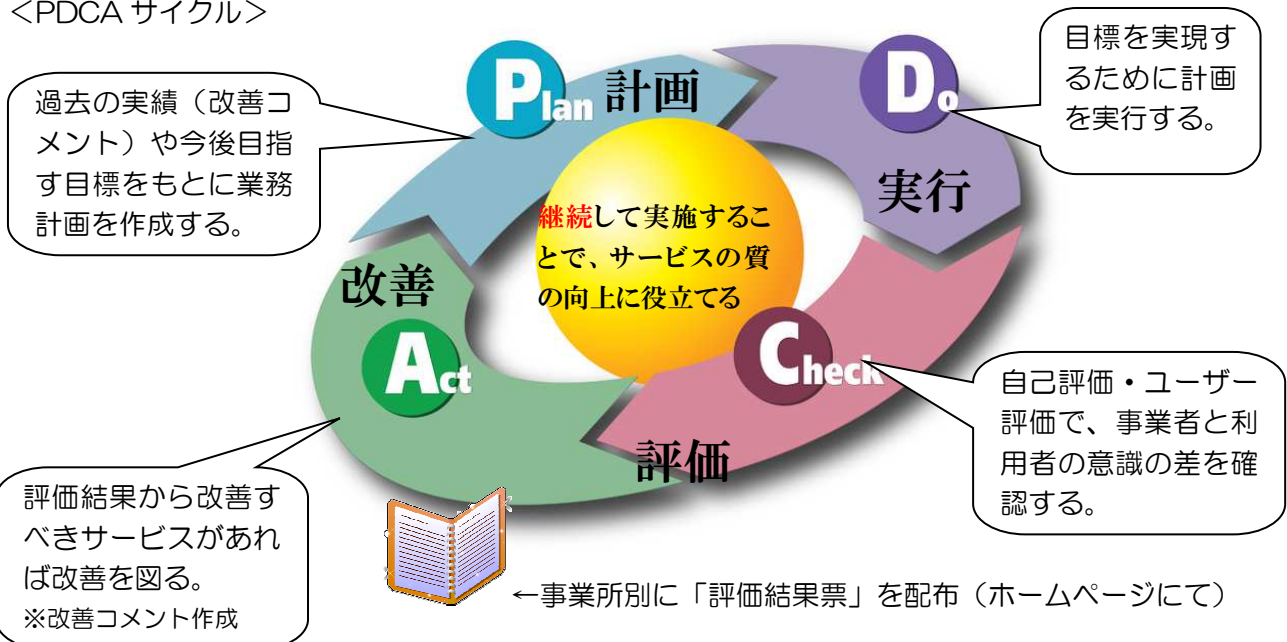 <PDCA サイクル>
過去の実績(改善コ
メント)や今後目指
す目標をもとに業務
計画を作成する。
Plan 計画
Do
実行
目標を実現す
るために計画
を実行する。
継続して実施するこ
とで、サービスの質
の向上に役立てる
改善
Act
Check
評価
自己評価・ユーザー
評価で、事業者と利
用者の意識の差を確
認する。
評価結果から改善す
べきサービスがあれ
ば改善を図る。
※改善コメント作成
←事業所別に「評価結果票」を配布(ホームページにて)